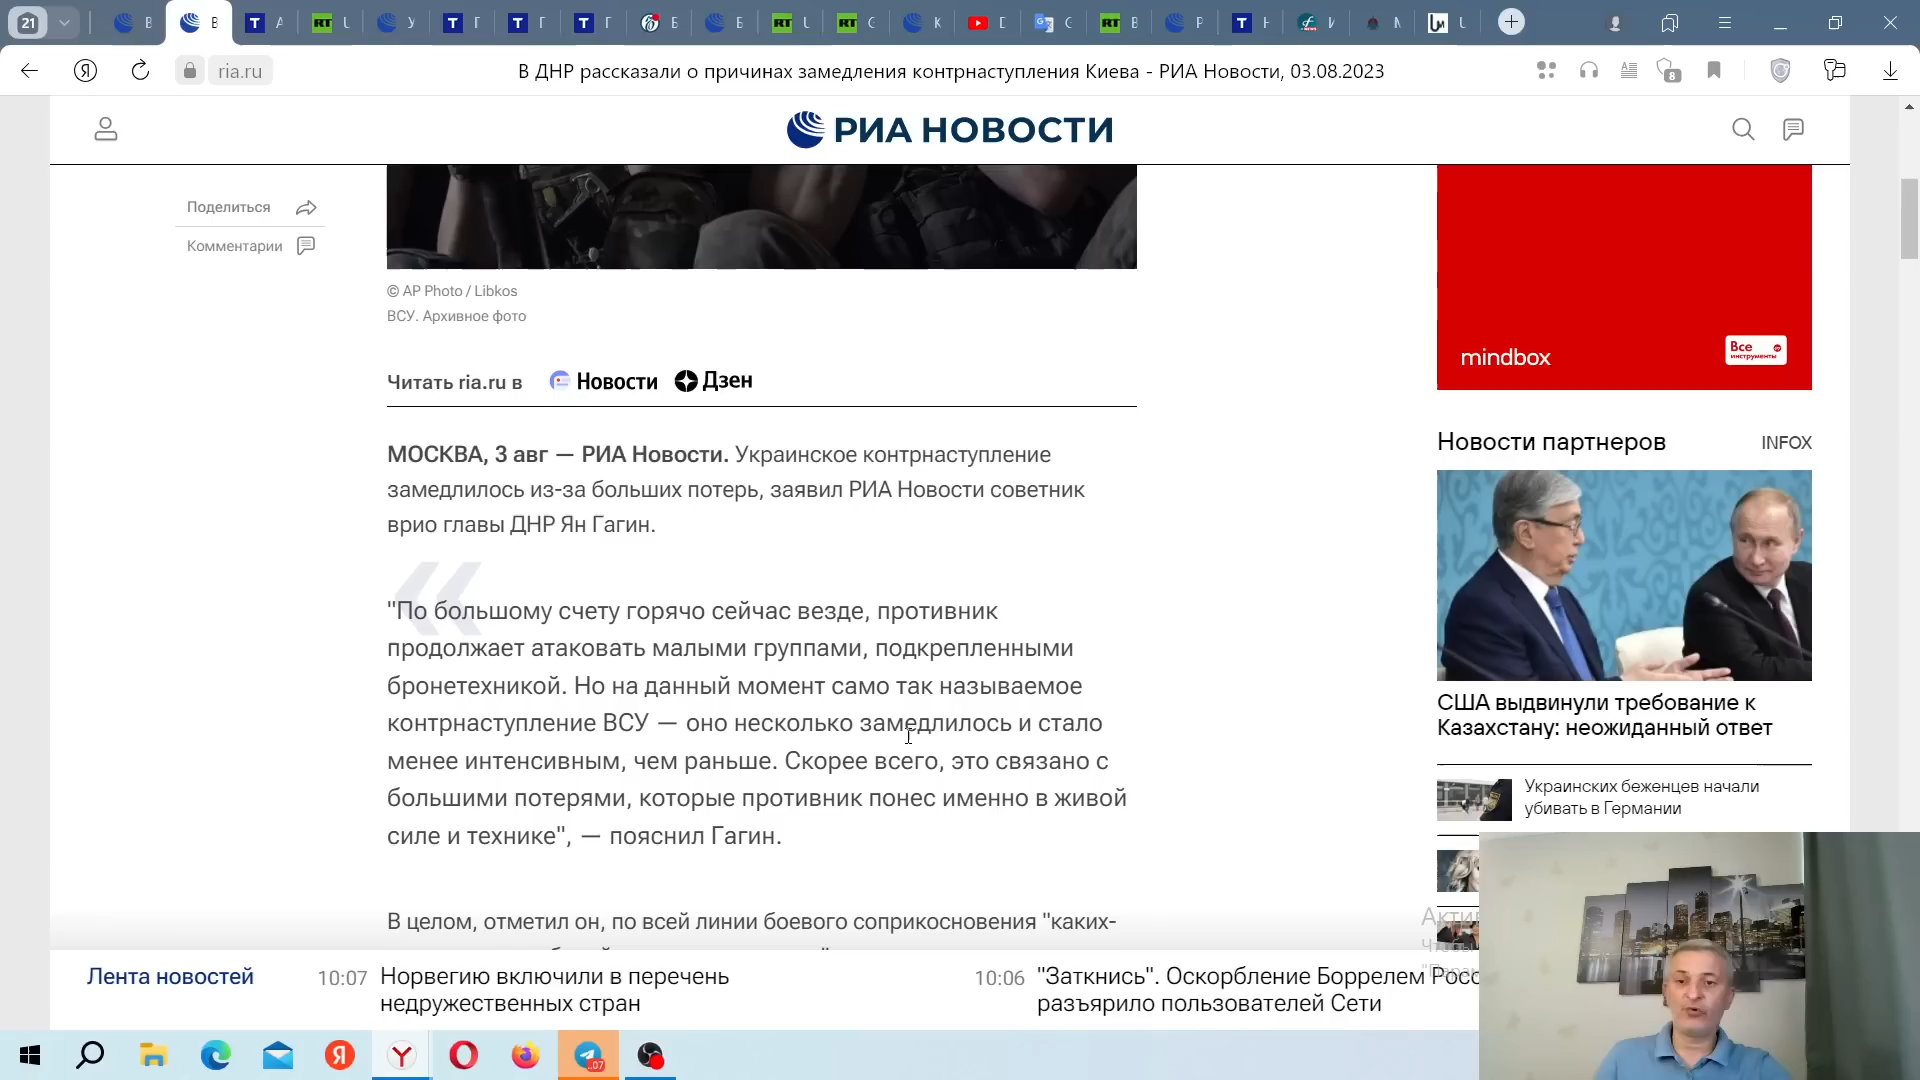 21
ria.ru
В ДНР рассказали о причинах замедления контрнаступления Киева - РИА Новости, 03.08.2023
8
РИА НОВОСТИ
Поделиться
Комментарии
© AP Photo / Libkos
ВСУ. Архивное фото
Читать ria.ru в
Новости
Дзен
МОСКВА, 3 авг — РИА Новости. Украинское контрнаступление
замедлилось из-за больших потерь, заявил РИА Новости советник
врио главы ДНР Ян Гагин.
"По большому счету горячо сейчас везде, противник
продолжает атаковать малыми группами, подкрепленными
бронетехникой. Но на данный момент само так называемое
контрнаступление ВСУ — оно несколько замедлилось и стало
менее интенсивным, чем раньше. Скорее всего, это связано с
большими потерями, которые противник понес именно в живой
силе и технике", — пояснил Гагин.
В целом, отметил он, по всей линии боевого соприкосновения "каких-
mindbox
Все
инструменты
Новости партнеров
INFOX
США выдвинули требование к
Казахстану: неожиданный ответ
Украинских беженцев начали
убивать в Германии
Лента новостей
10:07
Норвегию включили в перечень
недружественных стран
10:06
"Заткнись". Оскорбление Боррелем Росс
разъярило пользователей Сети